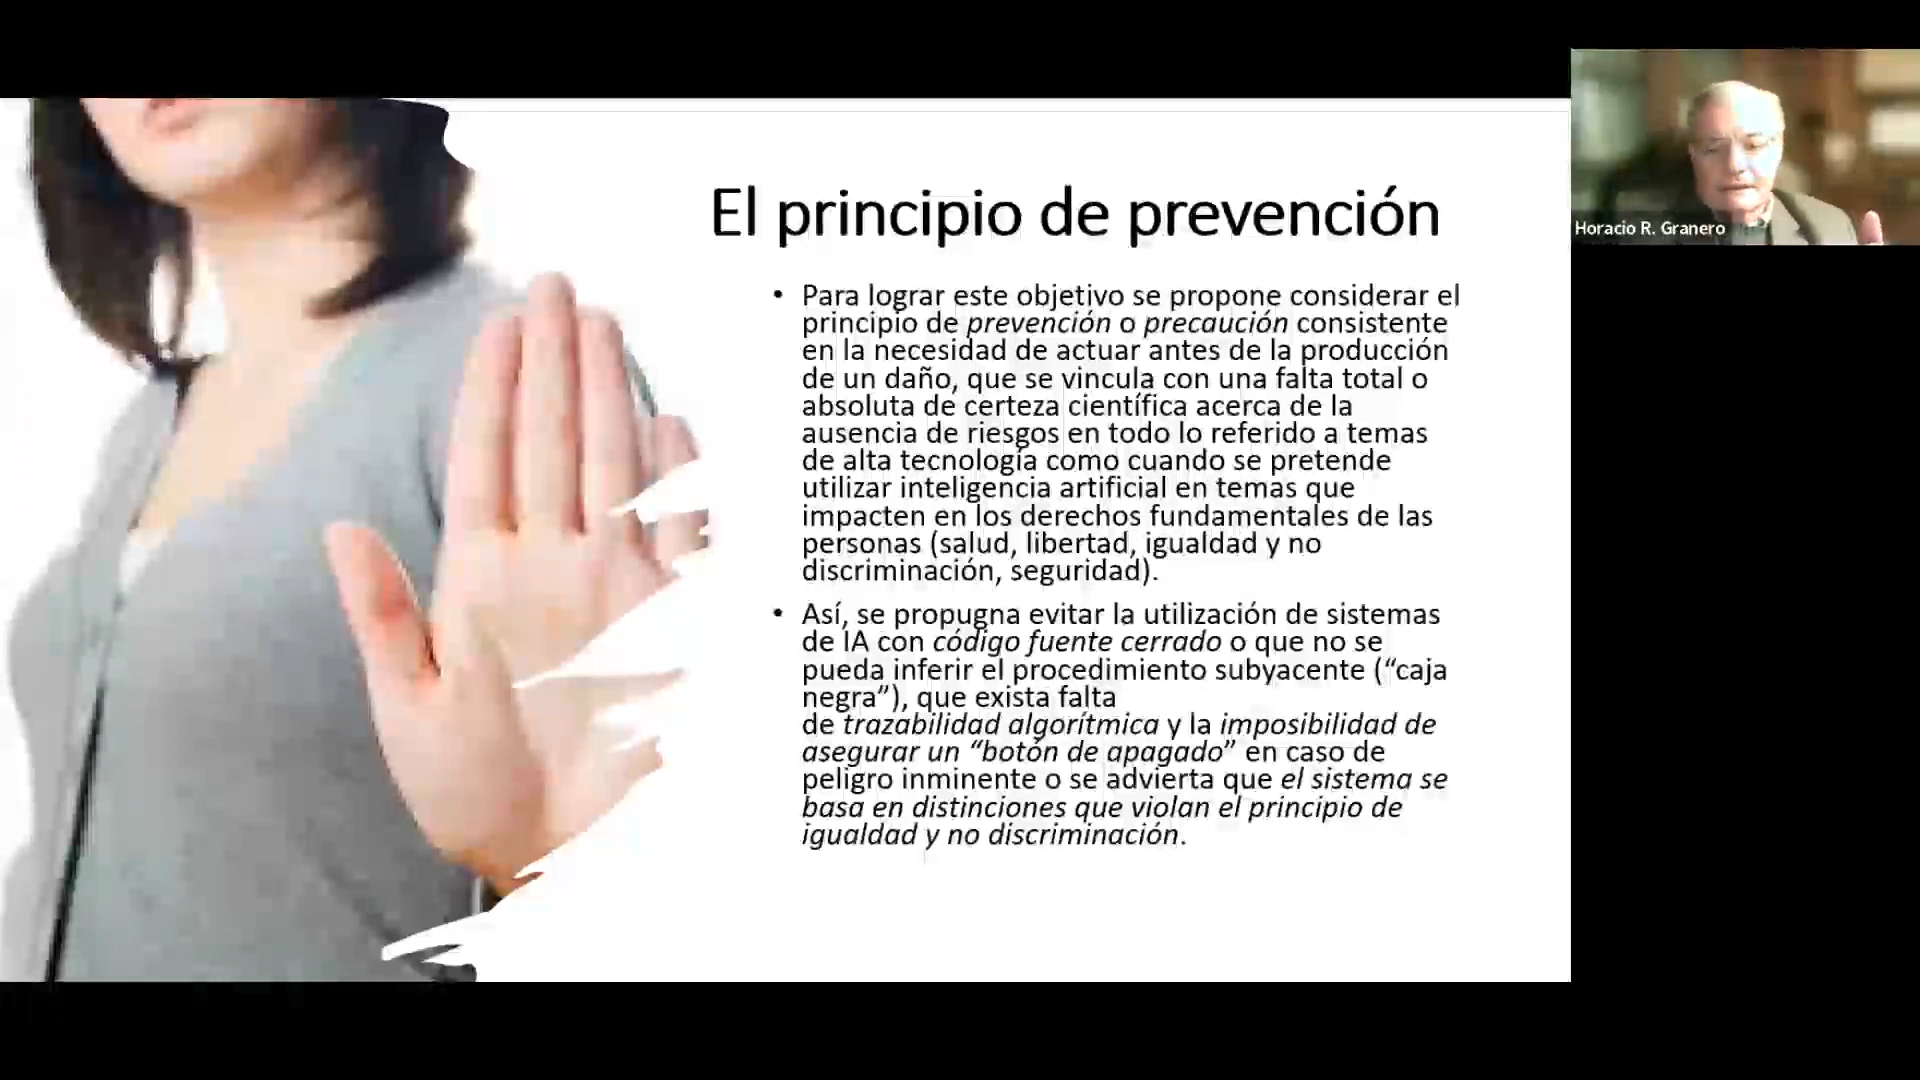 El principio de prevención
• Para lograr este objetivo se propone considerar el
principio de prevención o precaución consistente
en la necesidad de actuar antes de la producción
de un daño, que se vincula con una falta total o
absoluta de certeza científica acerca de la
ausencia de riesgos en todo lo referido a temas
de alta tecnología como cuando se pretende
utilizar inteligencia artificial en temas que
impacten en los derechos fundamentales de las
personas (salud, libertad, igualdad y no
discriminación, seguridad).
• Así, se propugna evitar la utilización de sistemas
de IA con código fuente cerrado o que no se
pueda inferir el procedimiento subyacente (“caja
negra”), que exista falta
de trazabilidad algorítmica y la imposibilidad de
asegurar un “botón de apagado” en caso de
peligro inminente o se advierta que el sistema se
basa en distinciones que violan el principio de
igualdad y no discriminación.
Horacio R. Granero